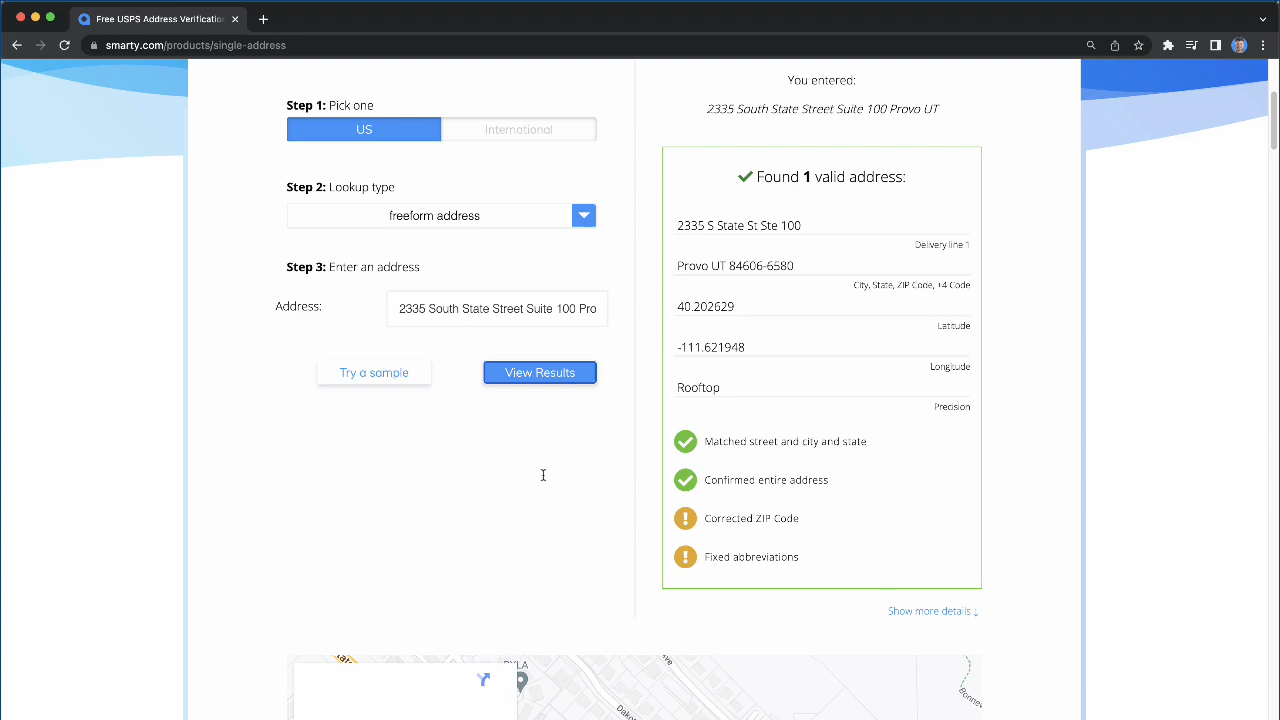 Free USPS Address Verification
smarty.com/products/single-address
Step 1: Pick one
US
International
Step 2: Lookup type
freeform address
Step 3: Enter an address
Address:
2335 South State Street Suite 100 Pro
Try a sample
View Results
You entered:
2335 South State Street Suite 100 Provo UT
Found 1 valid address:
2335 S State St Ste 100
Delivery line 1
Provo UT 84606-6580
City, State, ZIP Code, +4 Code
40.202629
Latitude
-111.621948
Longitude
Rooftop
Precision
Matched street and city and state
Confirmed entire address
Corrected ZIP Code
Fixed abbreviations
Show more details ↓